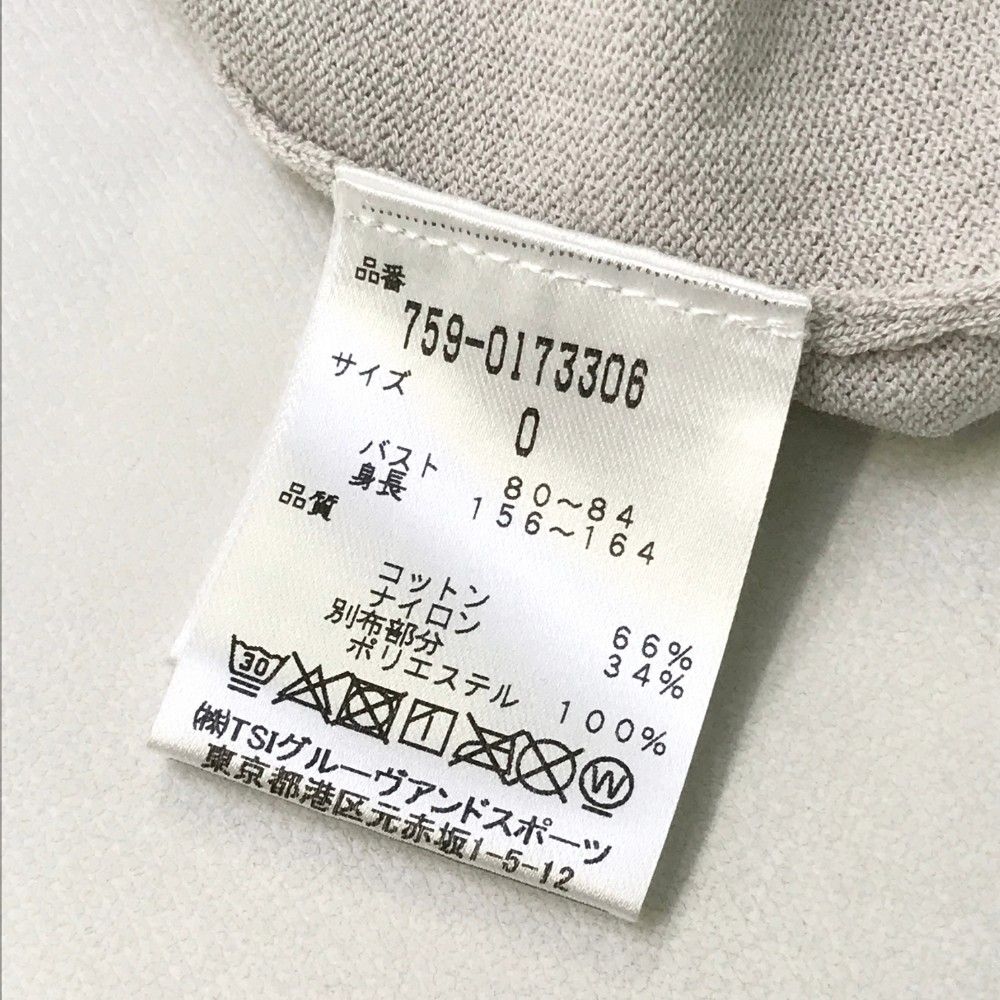 品番
759-0173306
サイズ
0
バスト 80～84
身長 156～164
品質
コットン 66%
ナイロン 34%
別布部分
ポリエステル 100%
30 W
㈱TSIグルーヴアンドスポーツ
東京都港区元赤坂1-5-12